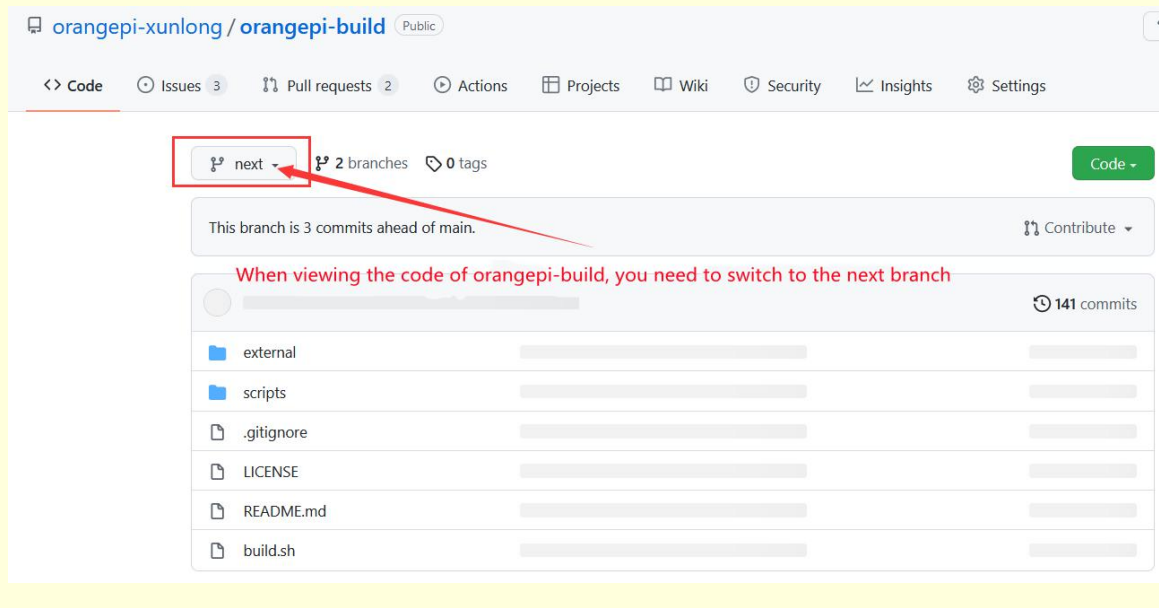 orangepi-xunlong / orangepi-build Public
Code Issues 3 Pull requests 2 Actions Projects Wiki Security Insights Settings
next 2 branches 0 tags Code
This branch is 3 commits ahead of main. Contribute
When viewing the code of orangepi-build, you need to switch to the next branch
141 commits
external
scripts
.gitignore
LICENSE
README.md
build.sh